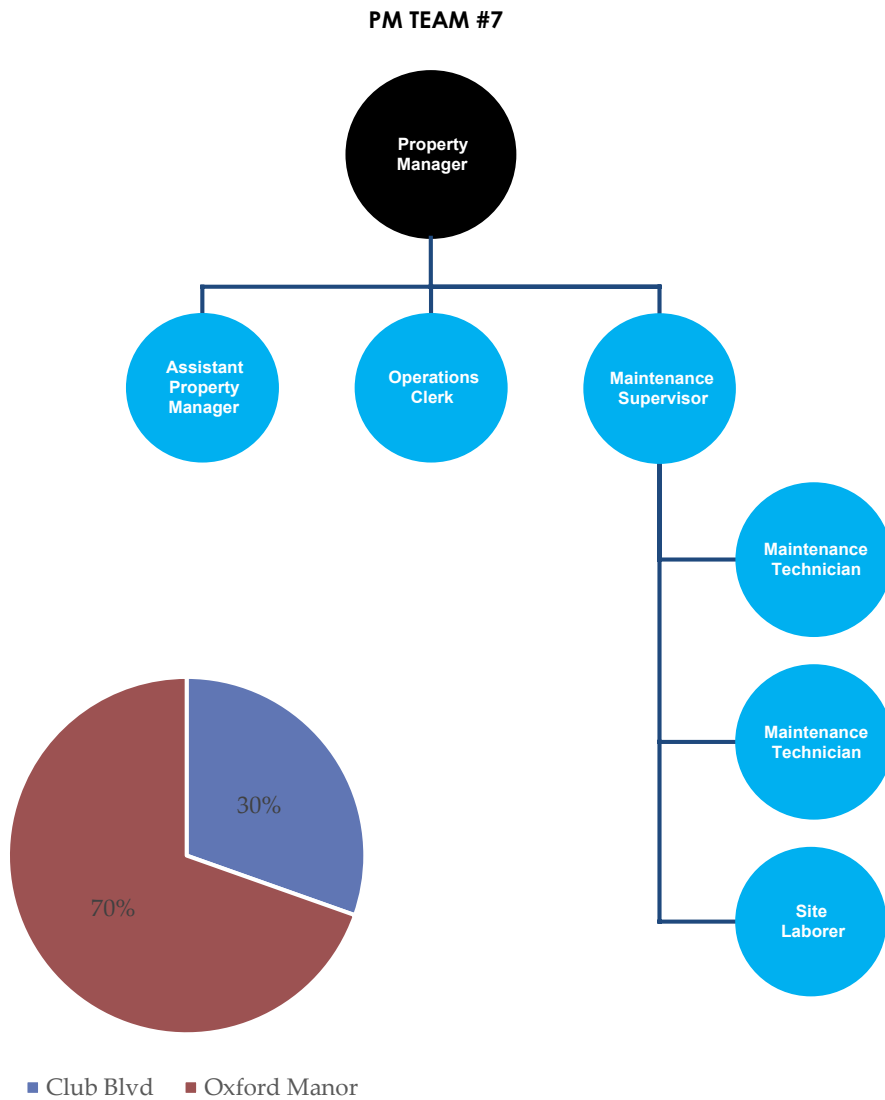 PM TEAM #7
Property
Manager
Assistant
Property
Manager
Operations
Clerk
Maintenance
Supervisor
Maintenance
Technician
Maintenance
Technician
Site
Laborer
30%
70%
Club Blvd
Oxford Manor